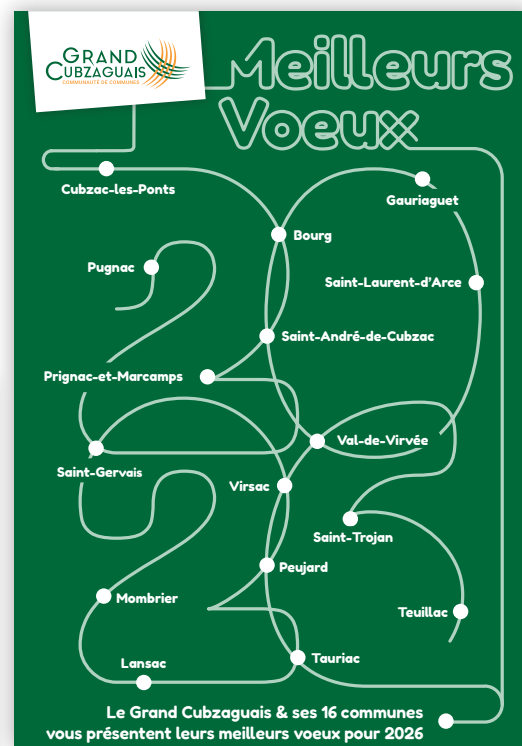 GRAND
CUBZAGUAIS
COMMUNAUTÉ DE COMMUNES
Meilleurs
Voeux
Cubzac-les-Ponts
Gauriaguet
Bourg
Pugnac
Saint-Laurent-d'Arce
Saint-André-de-Cubzac
Prignac-et-Marcamps
Val-de-Virvée
Saint-Gervais
Virsac
Saint-Trojan
Peujard
Mombrier
Teuillac
Lansac
Tauriac
Le Grand Cubzaguais & ses 16 communes
vous présentent leurs meilleurs voeux pour 2026